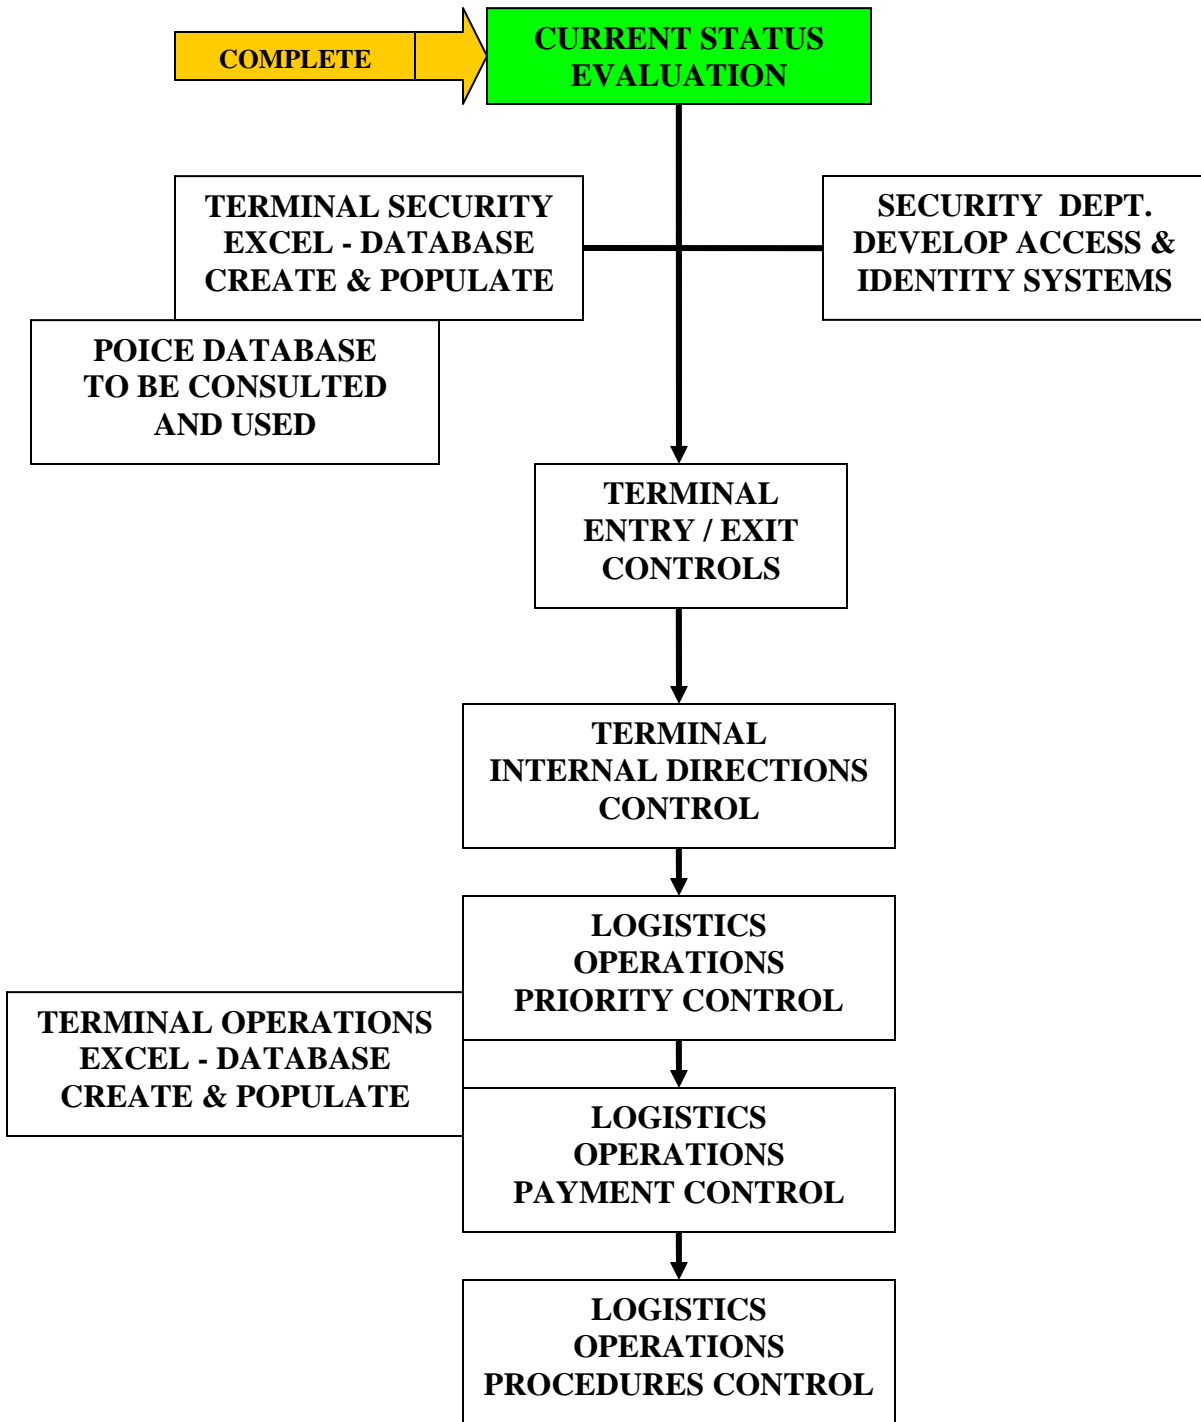 COMPLETE
CURRENT STATUS
EVALUATION
TERMINAL SECURITY
EXCEL - DATABASE
CREATE & POPULATE
SECURITY  DEPT.
DEVELOP ACCESS &
IDENTITY SYSTEMS
POICE DATABASE
TO BE CONSULTED
AND USED
TERMINAL
ENTRY / EXIT
CONTROLS
TERMINAL
INTERNAL DIRECTIONS
CONTROL
LOGISTICS
OPERATIONS
PRIORITY CONTROL
TERMINAL OPERATIONS
EXCEL - DATABASE
CREATE & POPULATE
LOGISTICS
OPERATIONS
PAYMENT CONTROL
LOGISTICS
OPERATIONS
PROCEDURES CONTROL